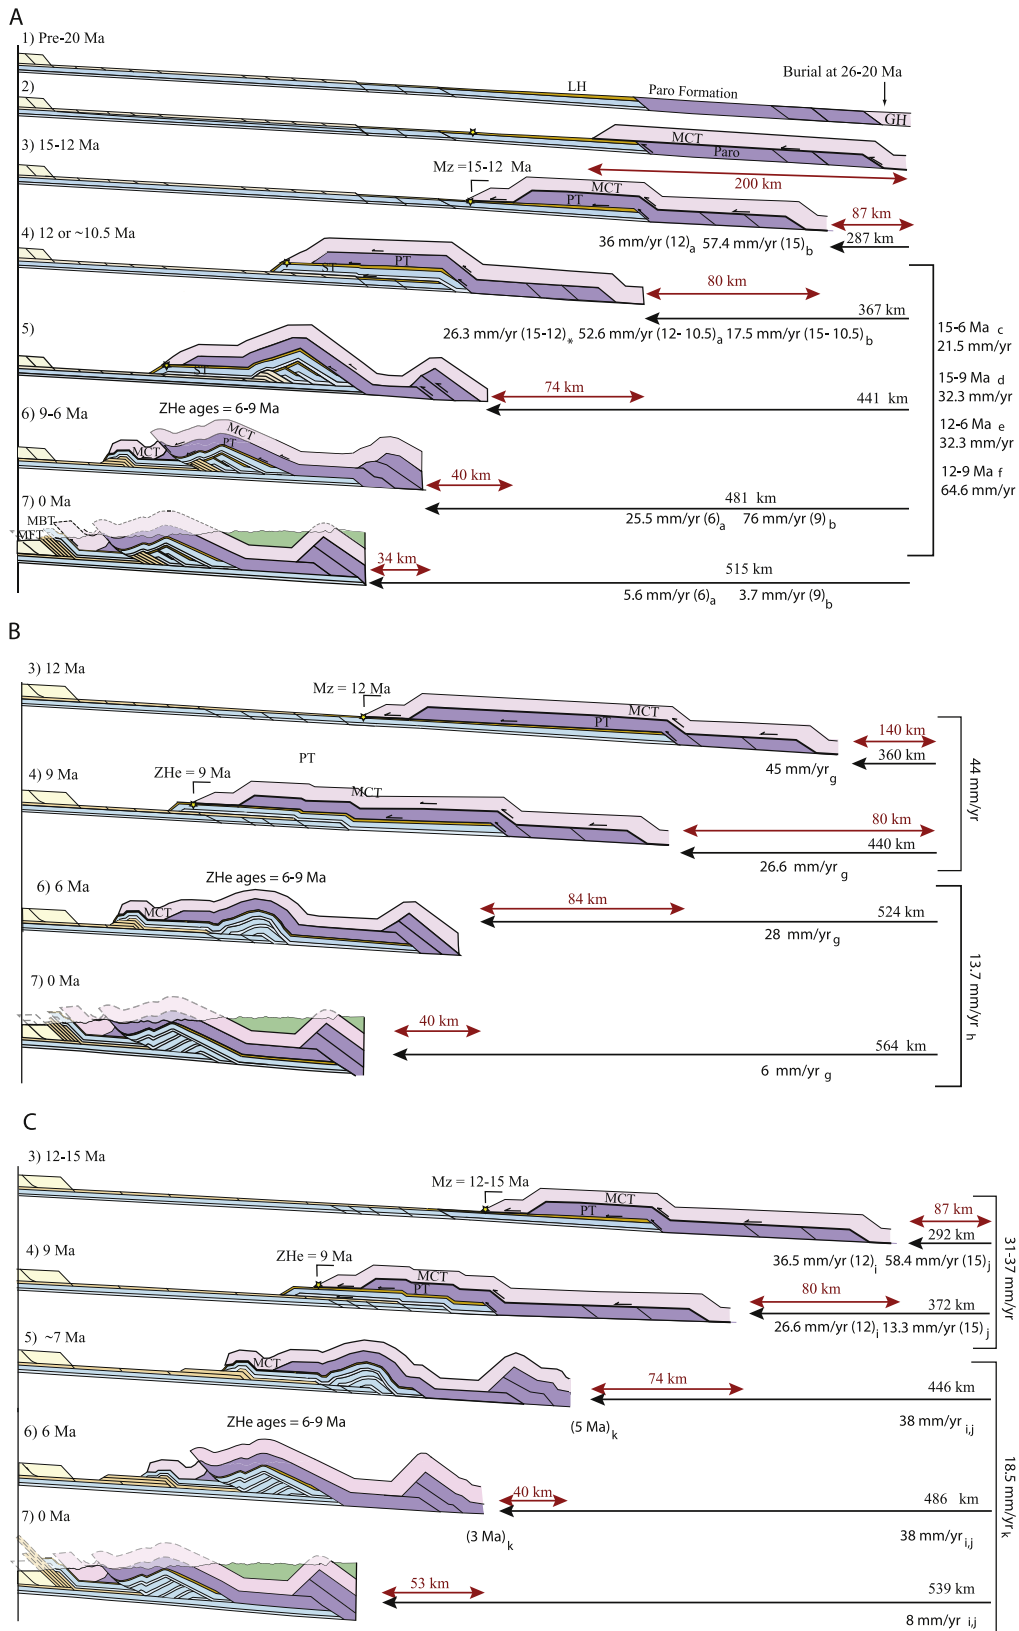 A
1) Pre-20 Ma
Burial at 26-20 Ma
LH
Paro Formation
GH
2)
MCT
Paro
200 km
3) 15-12 Ma
Mz =15-12 Ma
MCT
PT
87 km
36 mm/yr (12)a 57.4 mm/yr (15)b
287 km
4) 12 or ~10.5 Ma
PT
ST
80 km
367 km
26.3 mm/yr (15-12)* 52.6 mm/yr (12- 10.5)a 17.5 mm/yr (15- 10.5)b
15-6 Ma c
21.5 mm/yr
15-9 Ma d
32.3 mm/yr
12-6 Ma e
32.3 mm/yr
12-9 Ma f
64.6 mm/yr
5)
ST
74 km
441 km
6) 9-6 Ma
ZHe ages = 6-9 Ma
MCT
PT
MCT
40 km
481 km
25.5 mm/yr (6)a 76 mm/yr (9)b
7) 0 Ma
MBT
MFT
34 km
515 km
5.6 mm/yr (6)a 3.7 mm/yr (9)b
B
3) 12 Ma
Mz = 12 Ma
MCT
PT
140 km
360 km
45 mm/yr g
44 mm/yr
PT
4) 9 Ma
ZHe = 9 Ma
MCT
80 km
440 km
26.6 mm/yr g
6) 6 Ma
ZHe ages = 6-9 Ma
MCT
84 km
524 km
28 mm/yr g
13.7 mm/yr h
7) 0 Ma
40 km
564 km
6 mm/yr g
C
3) 12-15 Ma
Mz = 12-15 Ma
MCT
PT
87 km
292 km
36.5 mm/yr (12)i 58.4 mm/yr (15)j
31-37 mm/yr
4) 9 Ma
ZHe = 9 Ma
MCT
PT
80 km
372 km
26.6 mm/yr (12)i 13.3 mm/yr (15)j
5) ~7 Ma
MCT
74 km
446 km
(5 Ma)k
38 mm/yr i,j
18.5 mm/yr k
6) 6 Ma
ZHe ages = 6-9 Ma
40 km
486 km
(3 Ma)k
38 mm/yr i,j
7) 0 Ma
53 km
539 km
8 mm/yr i,j